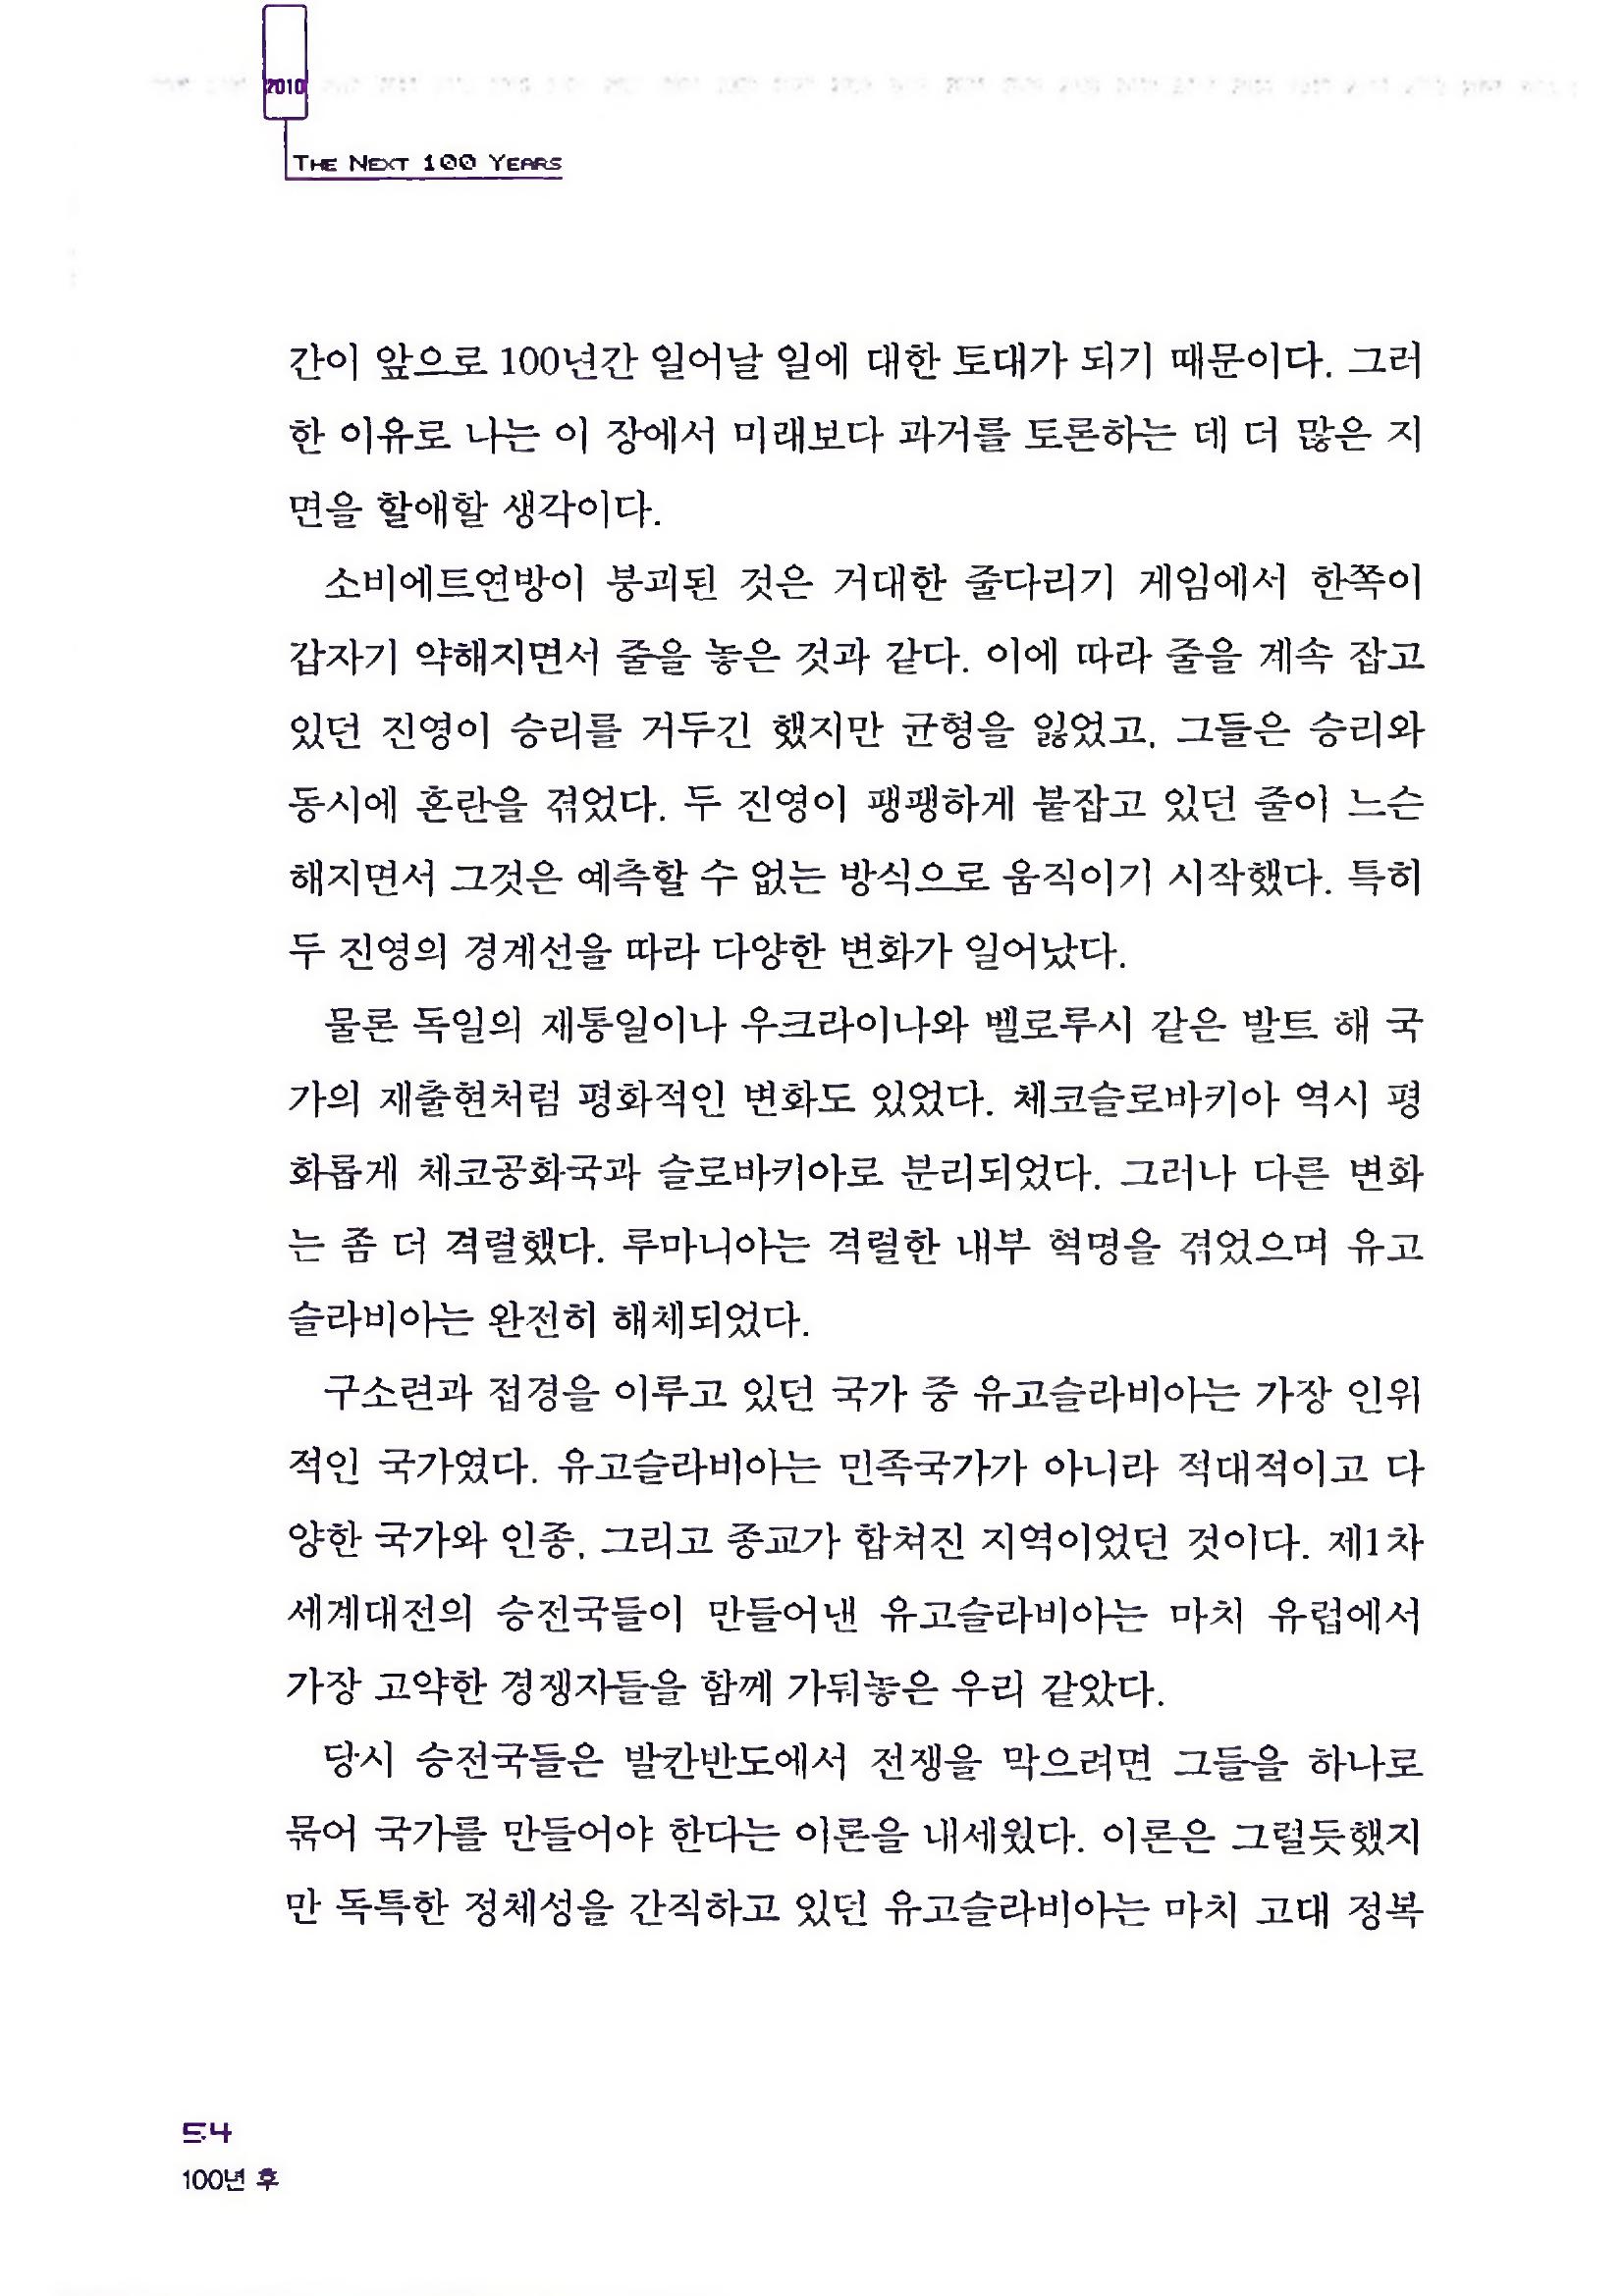 2010
THE NEXT 100 YEARS
간이 앞으로 100년간 일어날 일에 대한 토대가 되기 때문이다. 그러
한 이유로 나는 이 장에서 미래보다 과거를 토론하는 데 더 많은 지
면을 할애할 생각이다.
소비에트연방이 붕괴된 것은 거대한 줄다리기 게임에서 한쪽이
갑자기 약해지면서 줄을 놓은 것과 같다. 이에 따라 줄을 계속 잡고
있던 진영이 승리를 거두긴 했지만 균형을 잃었고, 그들은 승리와
동시에 혼란을 겪었다. 두 진영이 팽팽하게 붙잡고 있던 줄이 느슨
해지면서 그것은 예측할 수 없는 방식으로 움직이기 시작했다. 특히
두 진영의 경계선을 따라 다양한 변화가 일어났다.
물론 독일의 재통일이나 우크라이나와 벨로루시 같은 발트 해 국
가의 재출현처럼 평화적인 변화도 있었다. 체코슬로바키아 역시 평
화롭게 체코공화국과 슬로바키아로 분리되었다. 그러나 다른 변화
는 좀 더 격렬했다. 루마니아는 격렬한 내부 혁명을 겪었으며 유고
슬라비아는 완전히 해체되었다.
구소련과 접경을 이루고 있던 국가 중 유고슬라비아는 가장 인위
적인 국가였다. 유고슬라비아는 민족국가가 아니라 적대적이고 다
양한 국가와 인종, 그리고 종교가 합쳐진 지역이었던 것이다. 제1차
세계대전의 승전국들이 만들어낸 유고슬라비아는 마치 유럽에서
가장 고약한 경쟁자들을 함께 가둬놓은 우리 같았다.
당시 승전국들은 발칸반도에서 전쟁을 막으려면 그들을 하나로
묶어 국가를 만들어야 한다는 이론을 내세웠다. 이론은 그럴듯했지
만 독특한 정체성을 간직하고 있던 유고슬라비아는 마치 고대 정복
54
100년 후